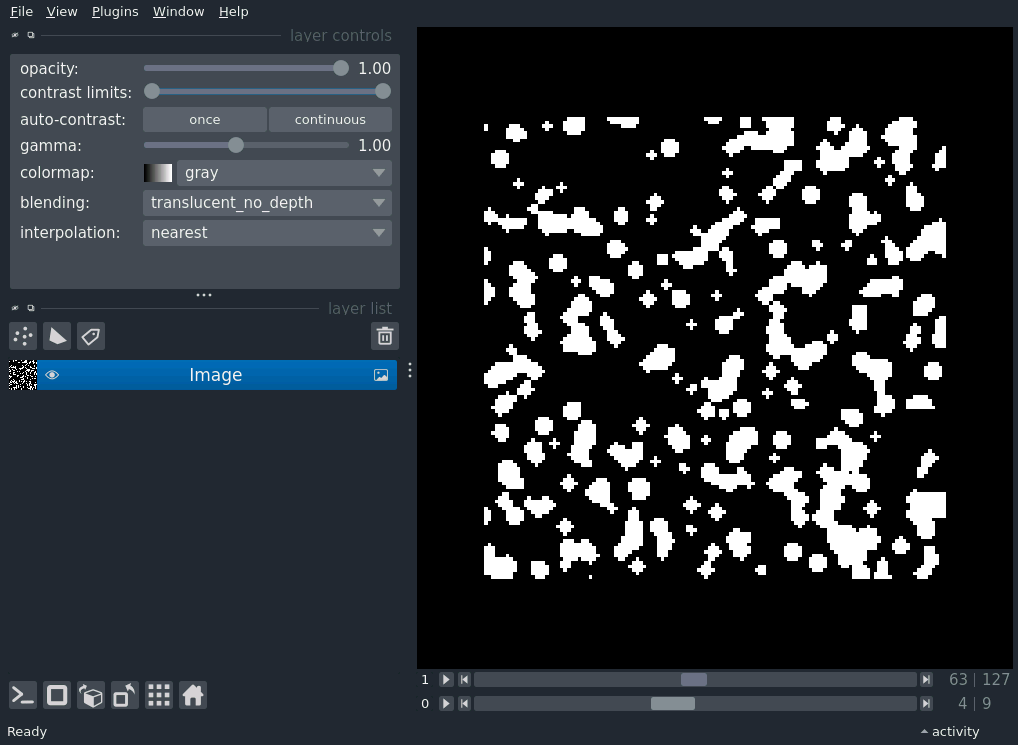 File View Plugins Window Help
layer controls
opacity: 1.00
contrast limits:
auto-contrast: once continuous
gamma: 1.00
colormap: gray
blending: translucent_no_depth
interpolation: nearest
layer list
Image
1 63 | 127
0 4 | 9
Ready activity